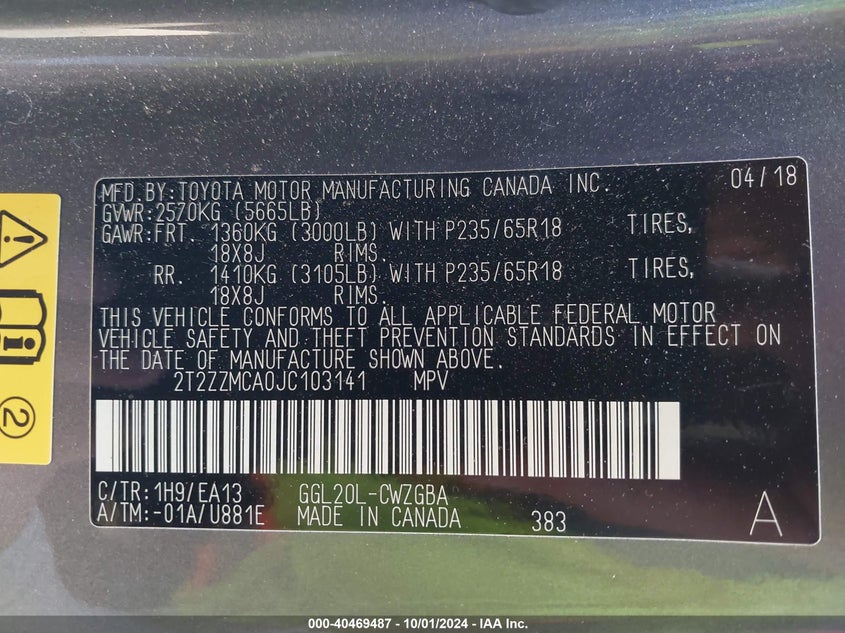 MFD.BY:TOYOTA MOTOR MANUFACTURING CANADA INC. 04/18
GVWR:2570KG (5665LB)
GAWR:FRT. 1360KG (3000LB) WITH P235/65R18 TIRES,
18X8J RIMS.
RR. 1410KG (3105LB) WITH P235/65R18 TIRES,
18X8J RIMS.
THIS VEHICLE CONFORMS TO ALL APPLICABLE FEDERAL MOTOR
VEHICLE SAFETY AND THEFT PREVENTION STANDARDS IN EFFECT ON
THE DATE OF MANUFACTURE SHOWN ABOVE.
2T2ZZMCA0JC103141 MPV
C/TR: 1H9/EA13 GGL20L-CWZGBA
A/TM:-01A/U881E MADE IN CANADA 383 A
2
000-40469487 - 10/01/2024 - IAA Inc.